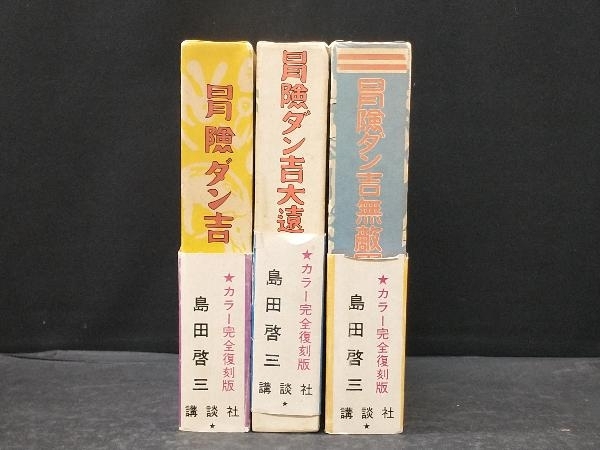 冒險ダン吉
★カラー完全復刻版
島田啓三
講談社
★
冒險ダン吉大遠
★カラー完全復刻版
島田啓三
講談社
★
冒險ダン吉無敵
★カラー完全復刻版
島田啓三
講談社
★